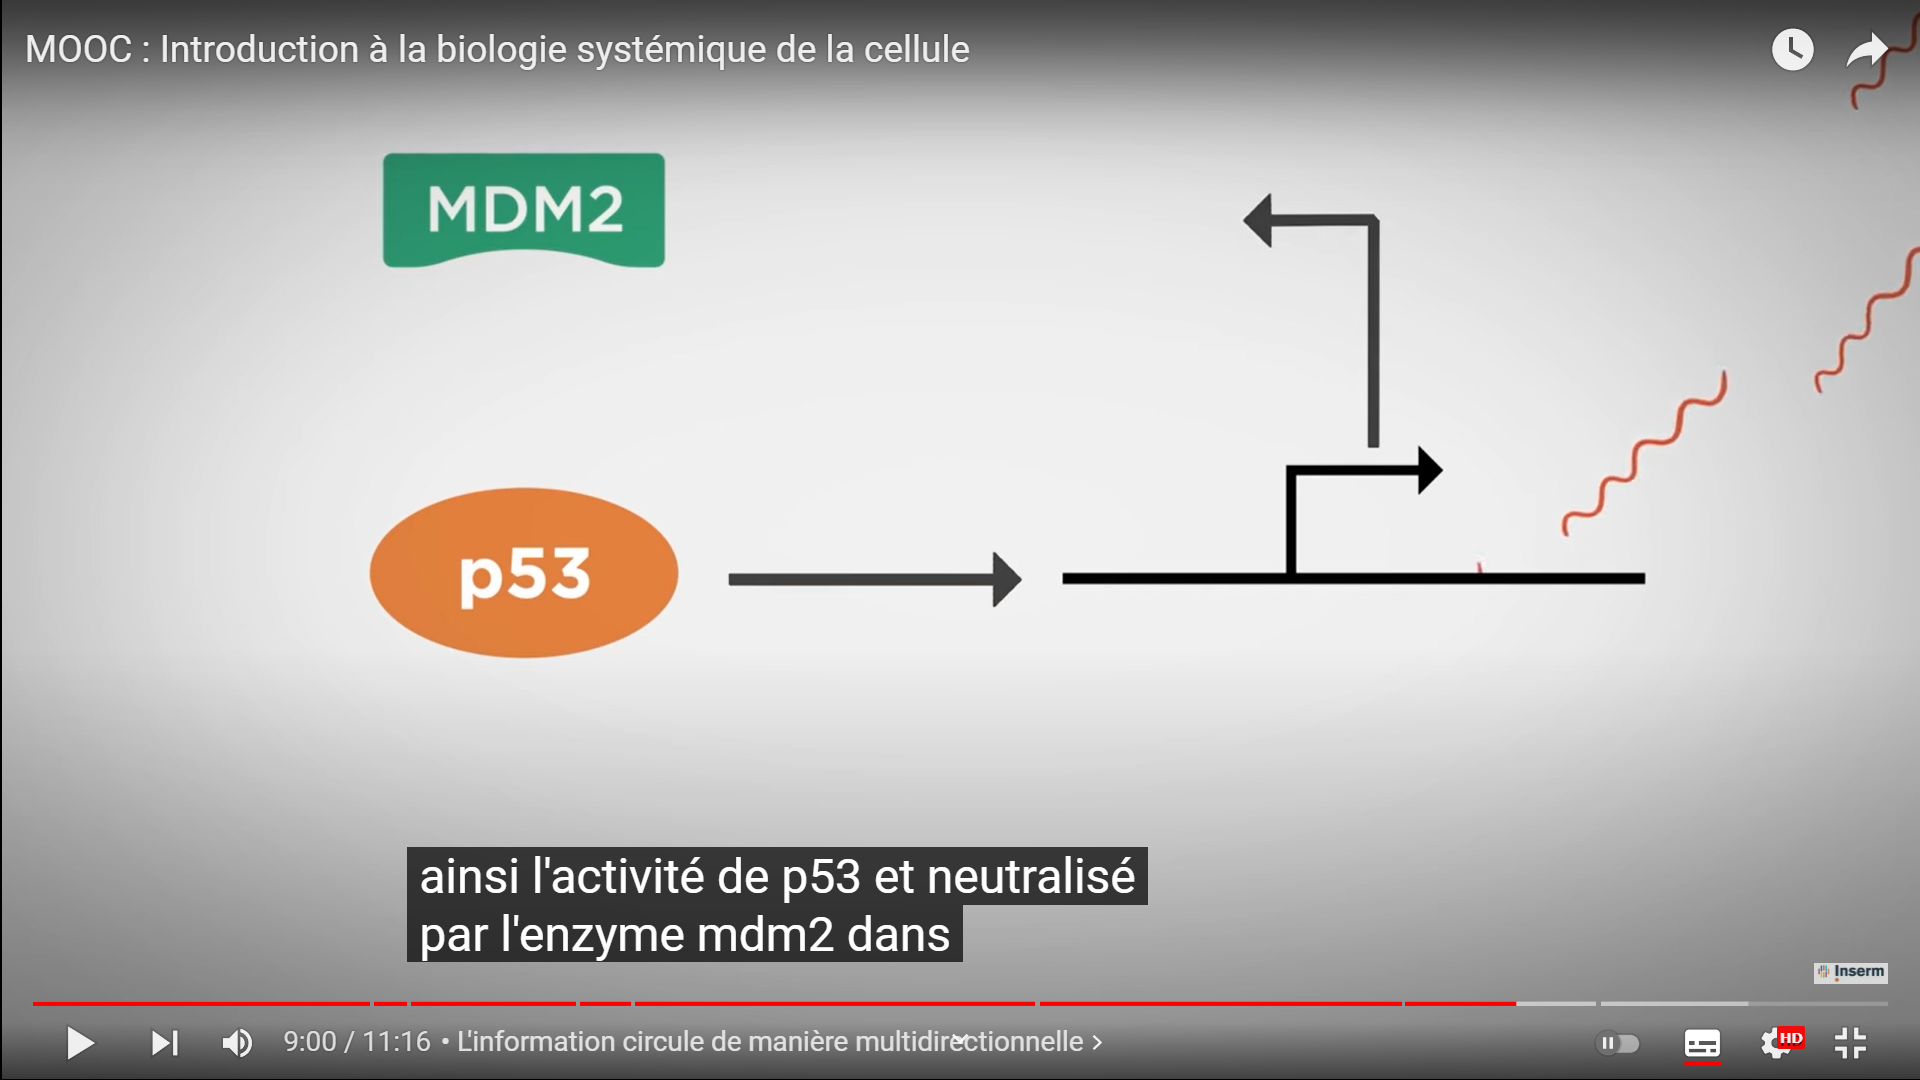 MOOC : Introduction à la biologie systémique de la cellule
MDM2
p53
ainsi l'activité de p53 et neutralisé
par l'enzyme mdm2 dans
Inserm
9:00 / 11:16 • L'information circule de manière multidirectionnelle >
HD